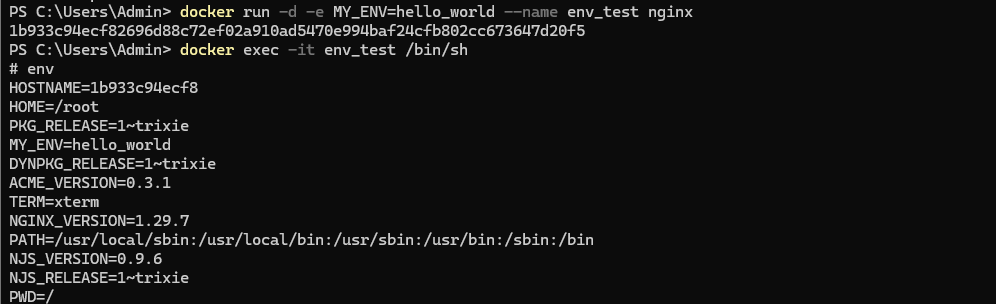 PS C:\Users\Admin> docker run -d -e MY_ENV=hello_world --name env_test nginx
1b933c94ecf82696d88c72ef02a910ad5470e994baf24cfb802cc673647d20f5
PS C:\Users\Admin> docker exec -it env_test /bin/sh
# env
HOSTNAME=1b933c94ecf8
HOME=/root
PKG_RELEASE=1~trixie
MY_ENV=hello_world
DYNPKG_RELEASE=1~trixie
ACME_VERSION=0.3.1
TERM=xterm
NGINX_VERSION=1.29.7
PATH=/usr/local/sbin:/usr/local/bin:/usr/sbin:/usr/bin:/sbin:/bin
NJS_VERSION=0.9.6
NJS_RELEASE=1~trixie
PWD=/